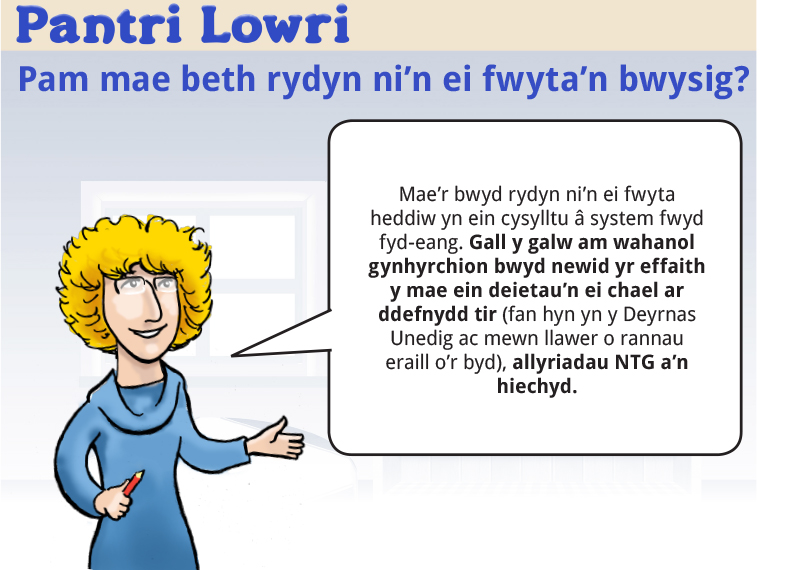 Pantri Lowri
Pam mae beth rydyn ni’n ei fwyta’n bwysig?
Mae’r bwyd rydyn ni’n ei fwyta
heddiw yn ein cysylltu â system fwyd
fyd-eang. Gall y galw am wahanol
gynhyrchion bwyd newid yr effaith
y mae ein deietau’n ei chael ar
ddefnydd tir (fan hyn yn y Deyrnas
Unedig ac mewn llawer o rannau
eraill o’r byd), allyriadau NTG a’n
hiechyd.